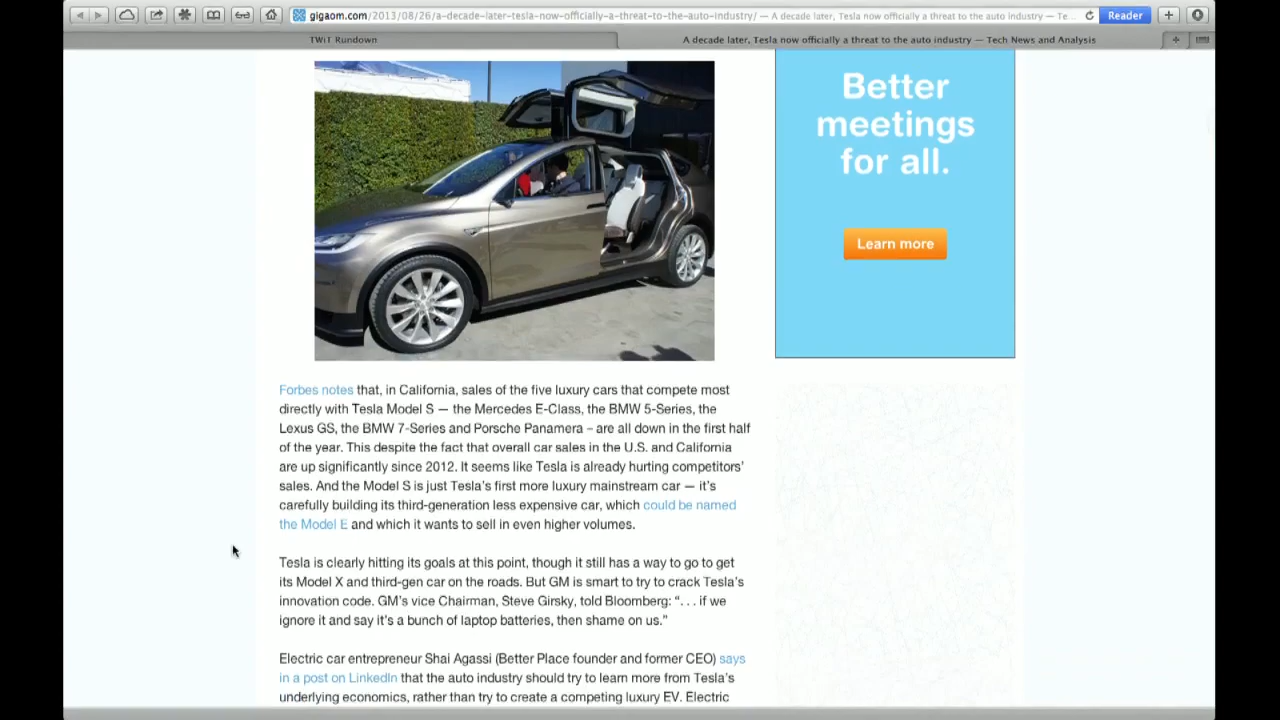 gigaom.com/2013/08/26/a-decade-later-tesla-now-officially-a-threat-to-the-auto-industry/ — A decade later, Tesla now officially a threat to the auto industry — Te...
Reader
TWiT Rundown
A decade later, Tesla now officially a threat to the auto industry — Tech News and Analysis
Better
meetings
for all.
Learn more
Forbes notes that, in California, sales of the five luxury cars that compete most
directly with Tesla Model S — the Mercedes E-Class, the BMW 5-Series, the
Lexus GS, the BMW 7-Series and Porsche Panamera – are all down in the first half
of the year. This despite the fact that overall car sales in the U.S. and California
are up significantly since 2012. It seems like Tesla is already hurting competitors’
sales. And the Model S is just Tesla’s first more luxury mainstream car — it’s
carefully building its third-generation less expensive car, which could be named
the Model E and which it wants to sell in even higher volumes.
Tesla is clearly hitting its goals at this point, though it still has a way to go to get
its Model X and third-gen car on the roads. But GM is smart to try to crack Tesla’s
innovation code. GM’s vice Chairman, Steve Girsky, told Bloomberg: “. . . if we
ignore it and say it’s a bunch of laptop batteries, then shame on us.”
Electric car entrepreneur Shai Agassi (Better Place founder and former CEO) says
in a post on LinkedIn that the auto industry should try to learn more from Tesla’s
underlying economics, rather than try to create a competing luxury EV. Electric